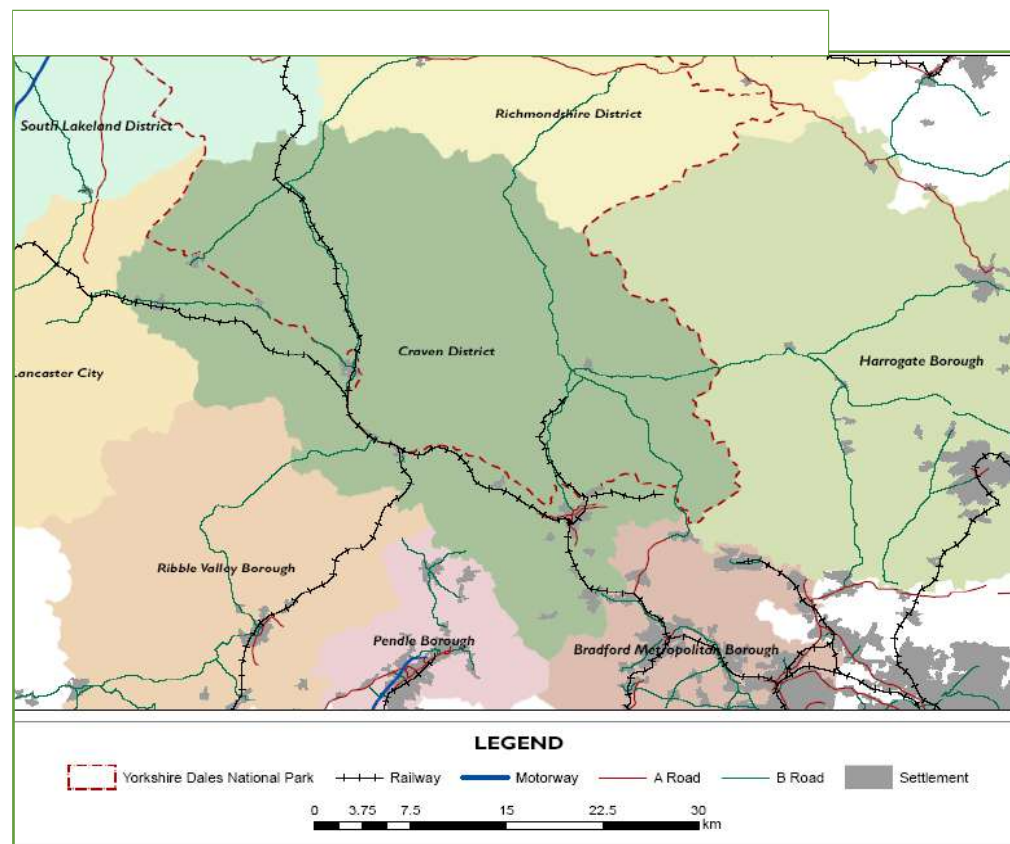 South Lakeland District
Richmondshire District
Craven District
Harrogate Borough
Lancaster City
Ribble Valley Borough
Pendle Borough
Bradford Metropolitan Borough
LEGEND
Yorkshire Dales National Park Railway Motorway A Road B Road Settlement
0 3.75 7.5 15 22.5 30
km